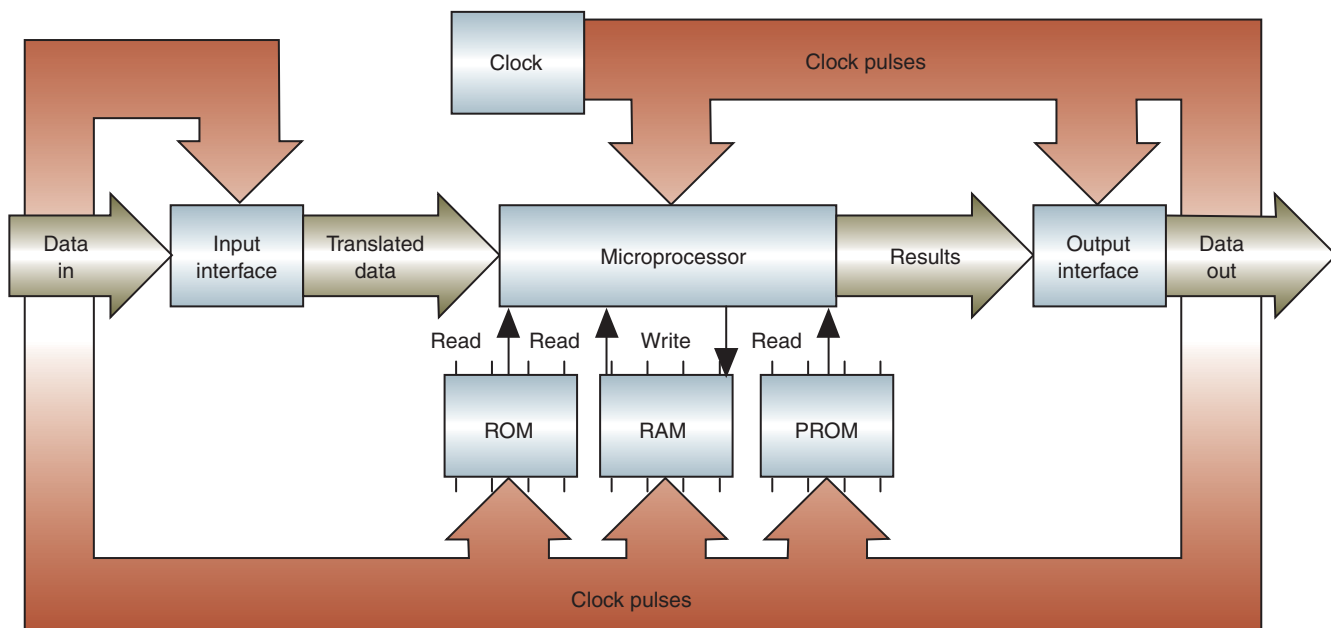 Clock
Clock pulses
Data
in
Input
interface
Translated
data
Microprocessor
Results
Output
interface
Data
out
Read
Read
Write
Read
ROM
RAM
PROM
Clock pulses